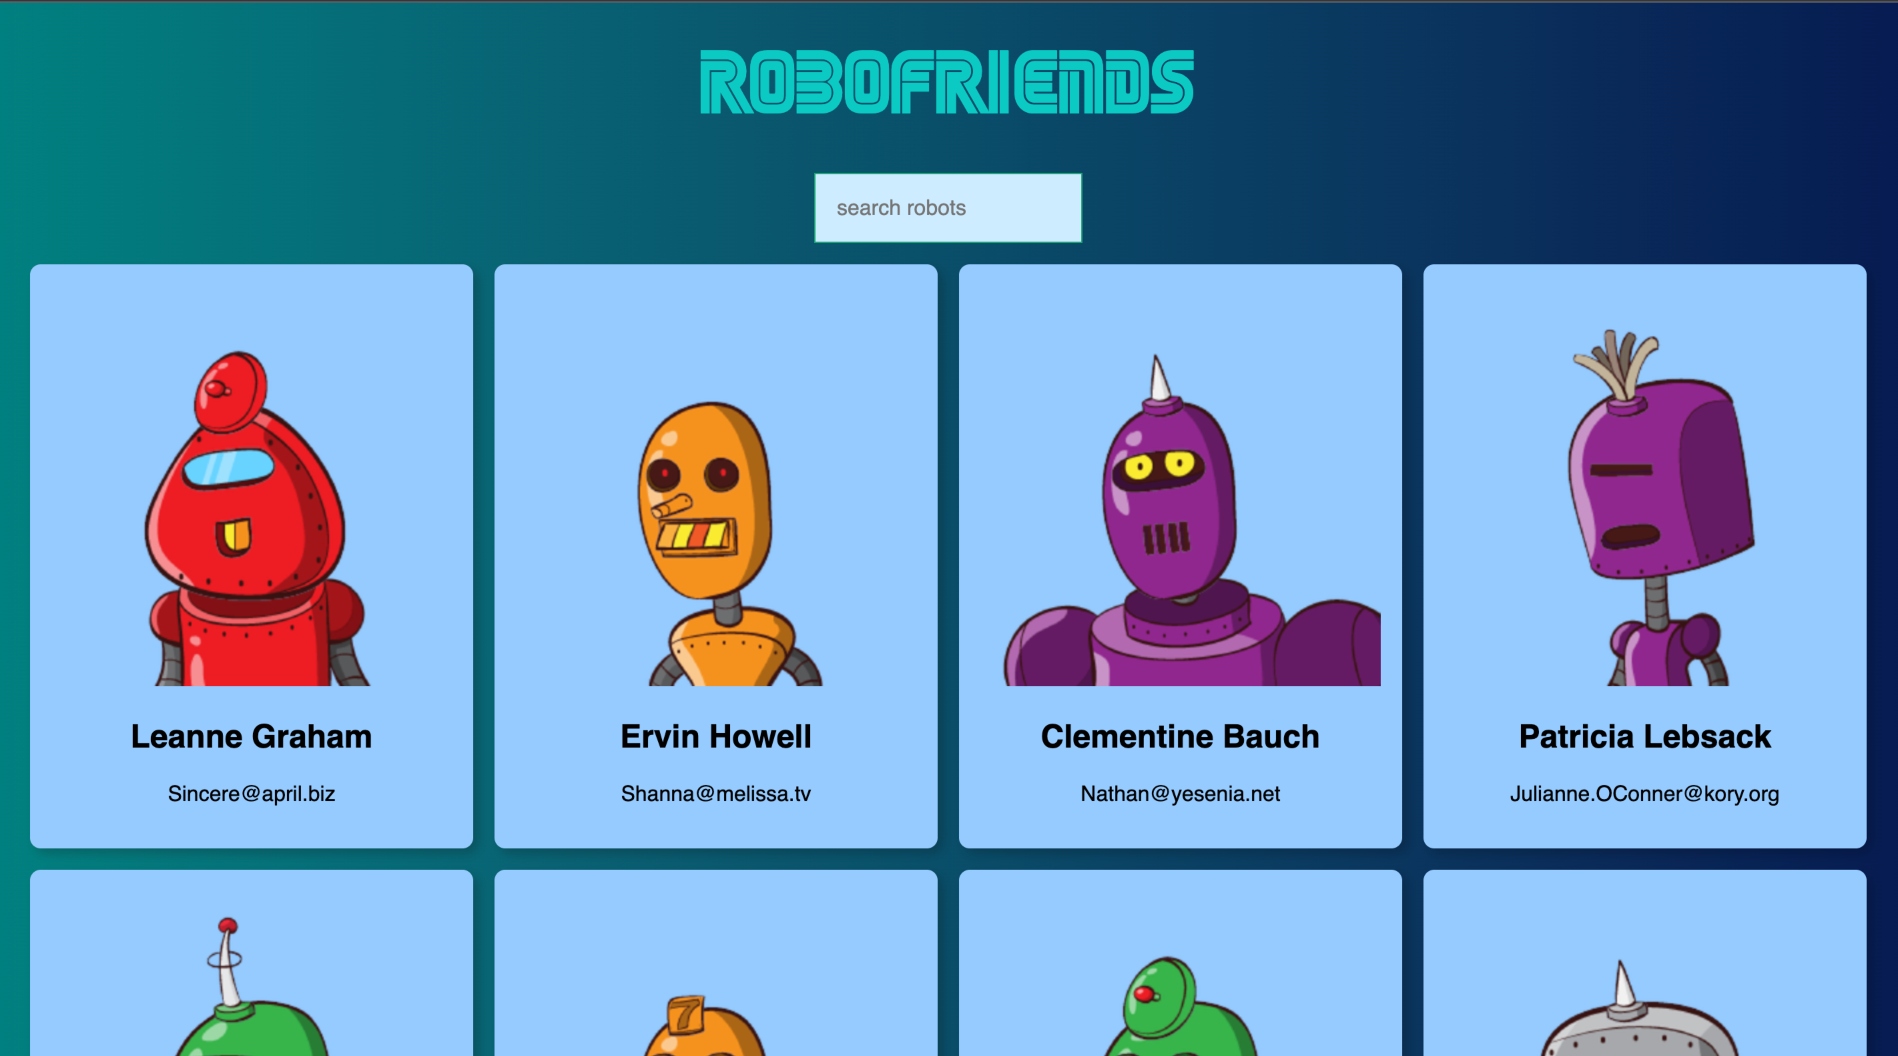 ROBOFRIENDS
search robots
Leanne Graham
Ervin Howell
Clementine Bauch
Patricia Lebsack
Sincere@april.biz
Shanna@melissa.tv
Nathan@yesenia.net
Julianne.OConner@kory.org
7